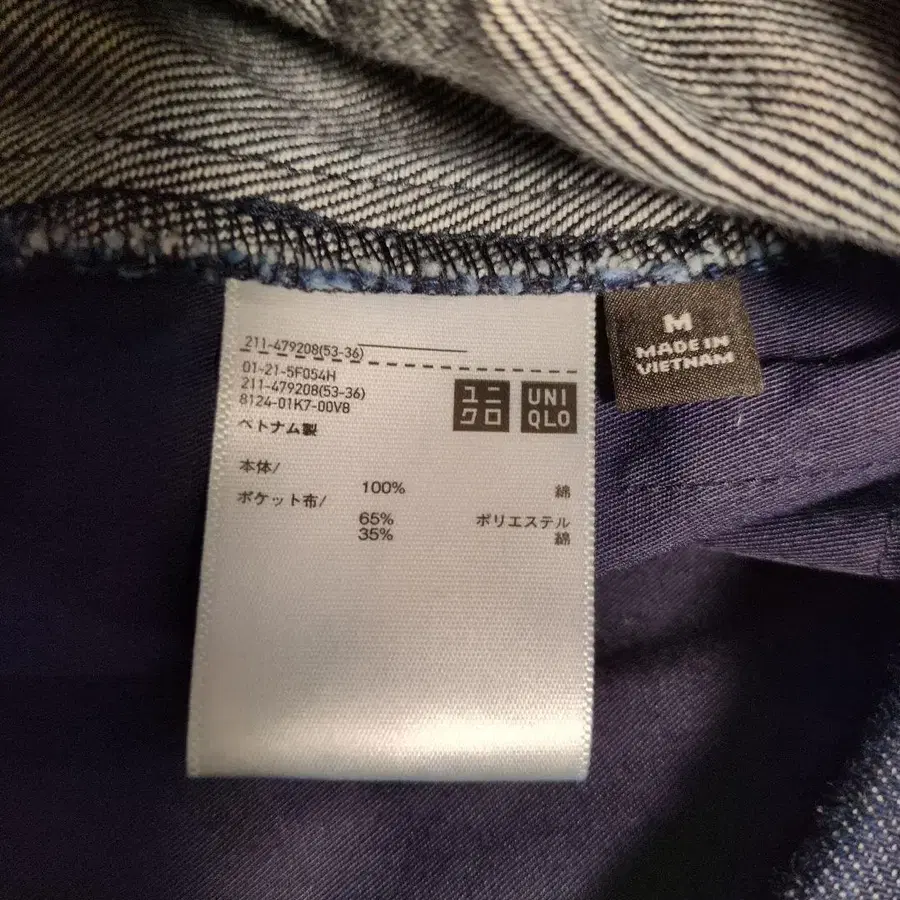 211-479208(53-36)
01-21-5F054H
211-479208(53-36)
8124-01K7-00V8
ベトナム製
ユニ
クロ
UNI
QLO
本体/
100% 綿
ポケット布/
65% ポリエステル
35% 綿
M
MADE IN
VIETNAM